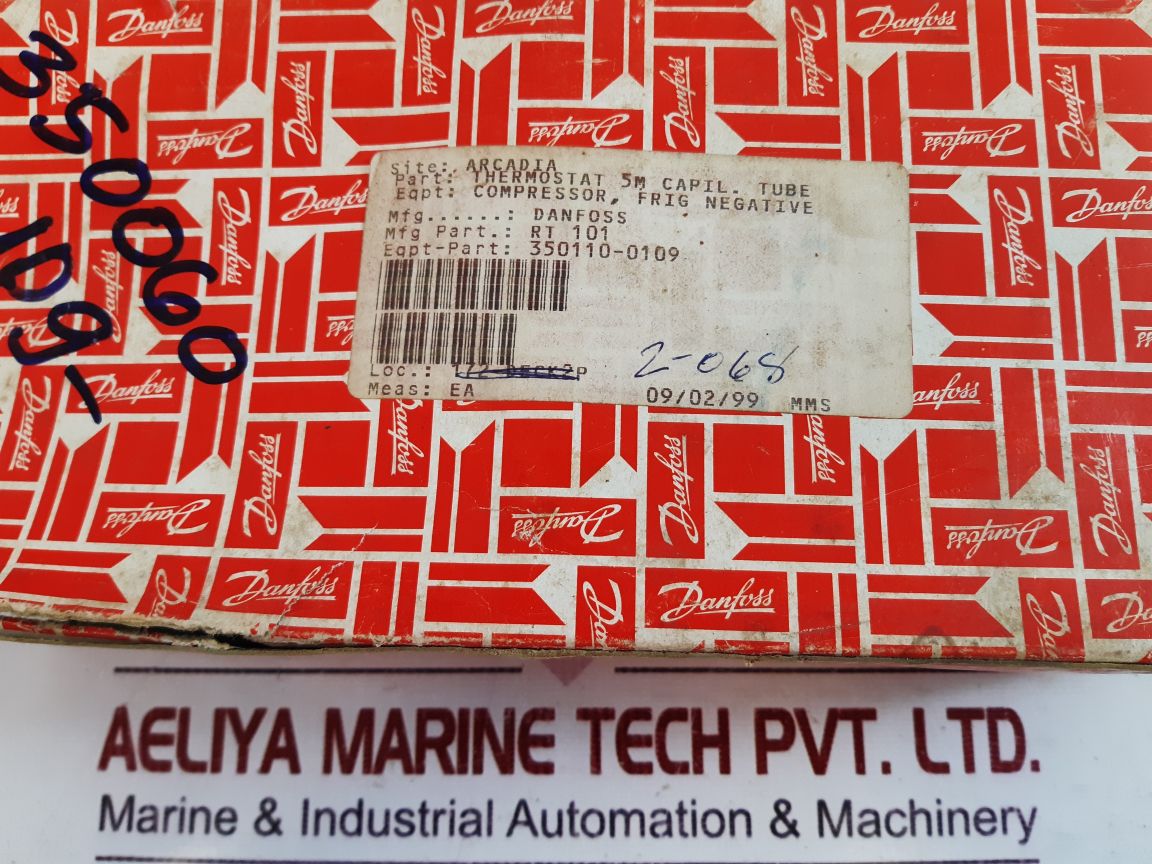 Danfoss
350060
Site: ARCADIA
Part: THERMOSTAT 5M CAPIL. TUBE
Eqpt: COMPRESSOR, FRIG NEGATIVE
Mfg......: DANFOSS
Mfg Part.: RT 101
Eqpt-Part: 350110-0109
2-068
Loc.:
Meas: EA 09/02/99 MMS
AELIYA MARINE TECH PVT. LTD.
Marine & Industrial Automation & Machinery